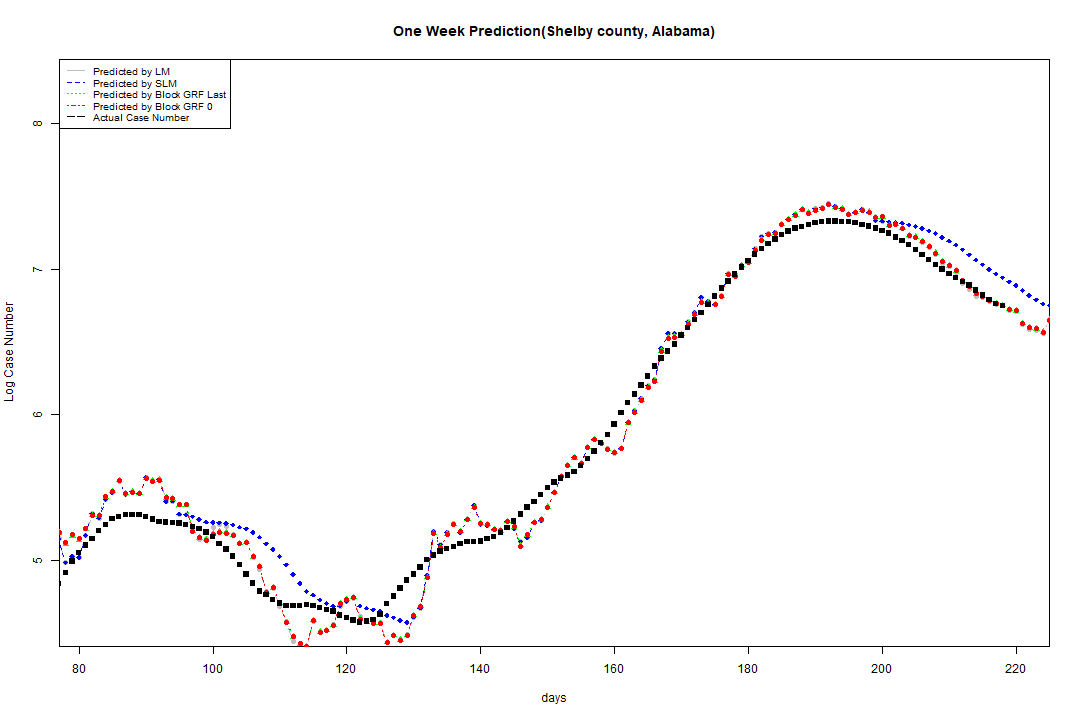 One Week Prediction(Shelby county, Alabama)
Predicted by LM
Predicted by SLM
Predicted by Block GRF Last
Predicted by Block GRF 0
Actual Case Number
8
7
6
5
Log Case Number
80 100 120 140 160 180 200 220
days